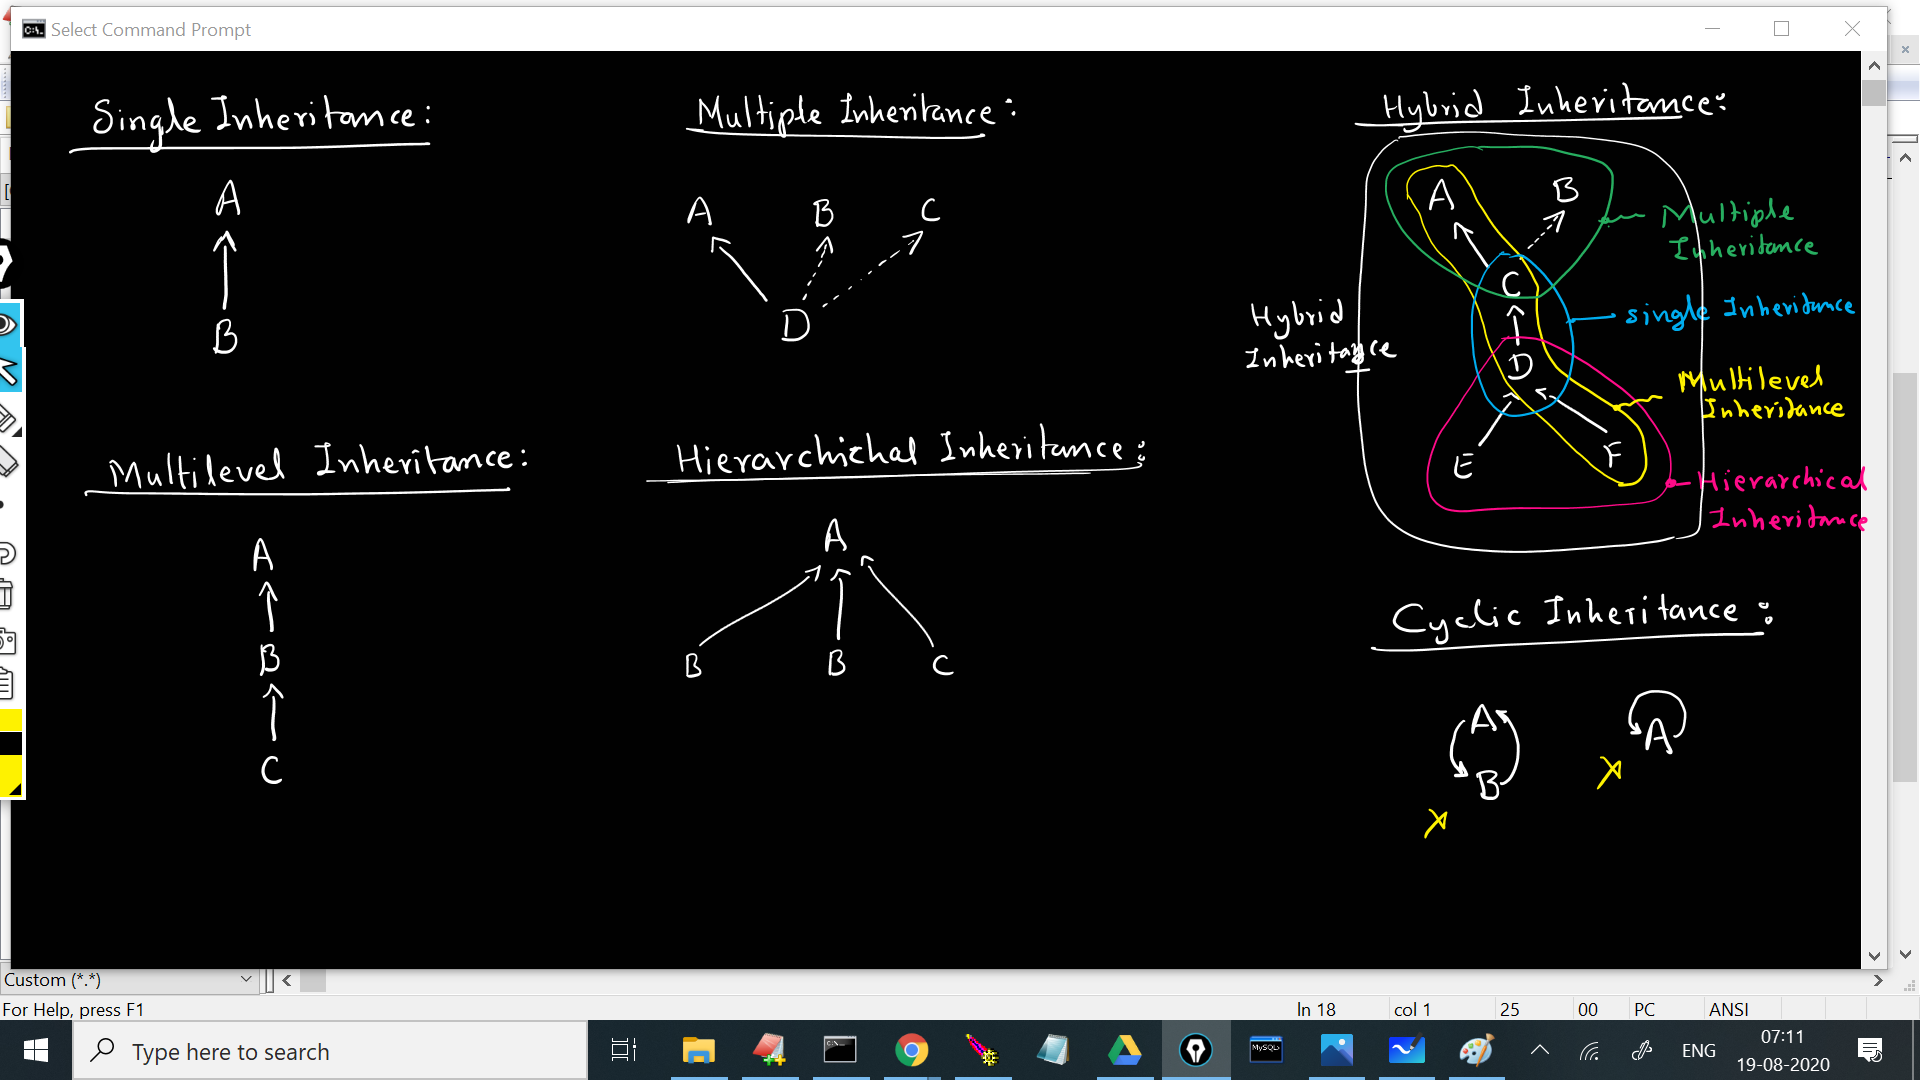 Select Command Prompt
Single Inheritance:
A
B
Multiple Inheritance:
A B C
D
Hybrid Inheritance:
A B
C
D
E F
Multiple
Inheritance
single Inheritance
Multilevel
Inheritance
Hierarchical
Inheritance
Hybrid
Inheritance
Multilevel Inheritance:
A
B
C
Hierarchichal Inheritance:
A
B B C
Cyclic Inheritance:
A
B
A
X
X
Custom (*.*)
For Help, press F1
ln 18 col 1 25 00 PC ANSI
Type here to search
MySQL
ENG
07:11
19-08-2020